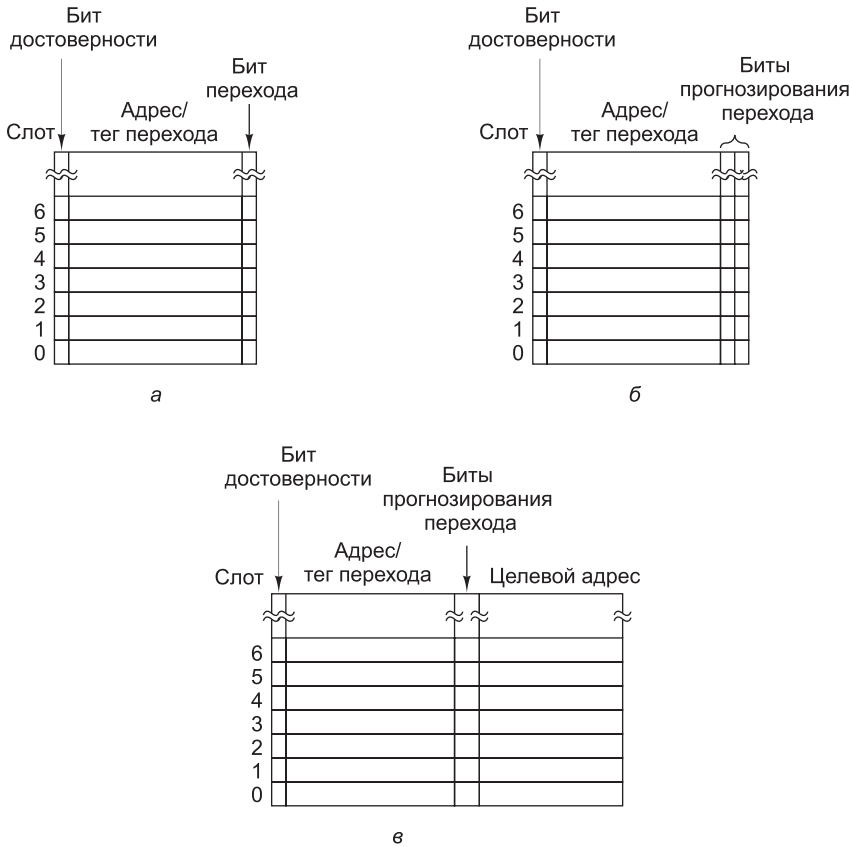 Бит
достоверности
Бит
перехода
Адрес/
тег перехода
Слот
6
5
4
3
2
1
0
а
Бит
достоверности
Биты
прогнозирования
перехода
Адрес/
тег перехода
Слот
6
5
4
3
2
1
0
б
Бит
достоверности
Биты
прогнозирования
перехода
Адрес/
тег перехода
Слот
Целевой адрес
6
5
4
3
2
1
0
в